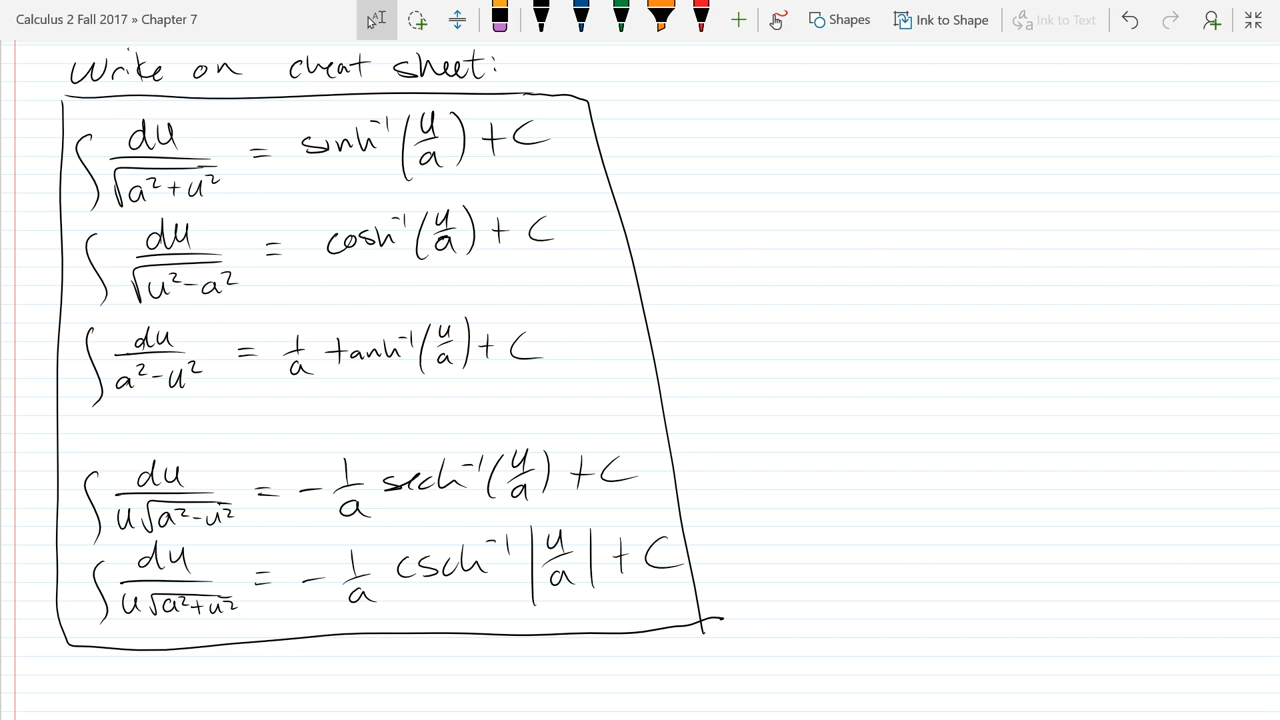 Calculus 2 Fall 2017 » Chapter 7
Shapes
Ink to Shape
Ink to Text
Write on cheat sheet:
∫ du/√(a²+u²) = sinh⁻¹(u/a) + C
∫ du/√(u²-a²) = cosh⁻¹(u/a) + C
∫ du/(a²-u²) = 1/a tanh⁻¹(u/a) + C
∫ du/(u√(a²-u²)) = -1/a sech⁻¹(u/a) + C
∫ du/(u√(a²+u²)) = -1/a csch⁻¹|u/a| + C